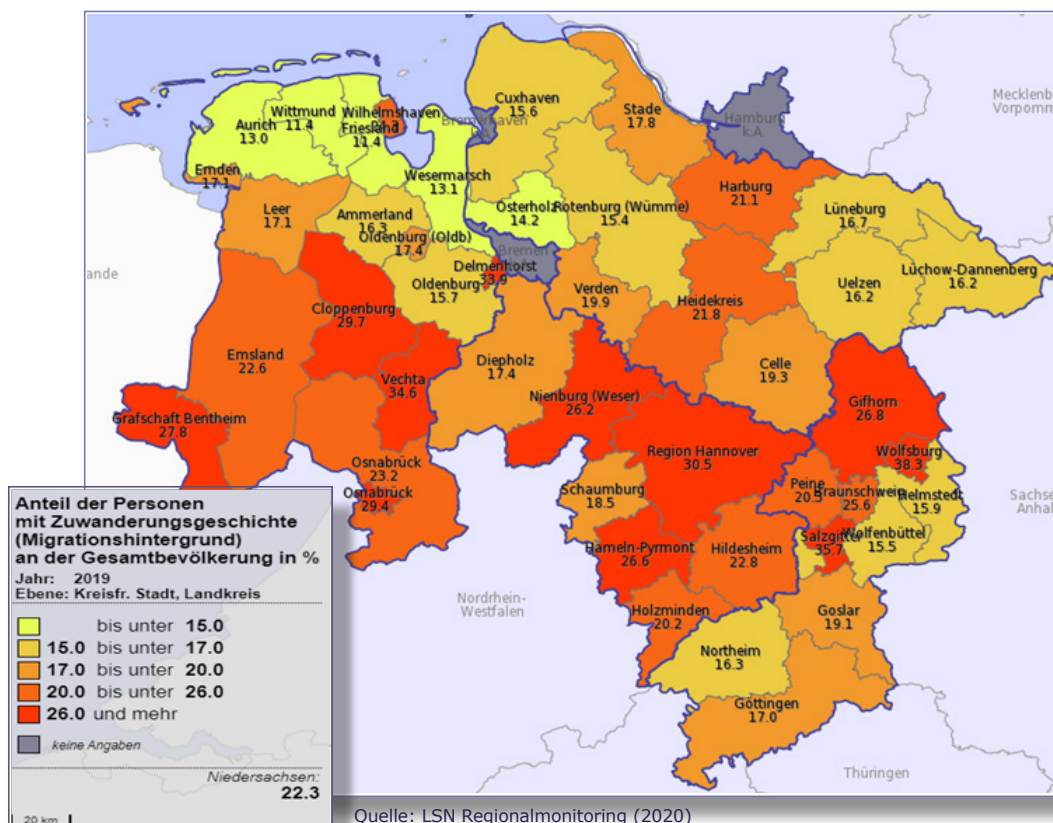 Cuxhaven
15.6
Stade
17.8
Mecklenb
Vorpomm
Wittmund
11.4
Wilhelmshaven
Aurich
13.0
Friesland
11.4
Bremerhaven
k.A.
Hamburg
k.A.
Emden
17.1
Wesermarsch
13.1
Harburg
21.1
Leer
17.1
Ammerland
16.3
Osterholz
14.2
Rotenburg (Wümme)
15.4
Lüneburg
16.7
Oldenburg (Oldb)
17.4
Bremen
lande
Delmenhorst
33.9
Lüchow-Dannenberg
16.2
Oldenburg
15.7
Verden
19.9
Heidekreis
21.8
Uelzen
16.2
Cloppenburg
29.7
Emsland
22.6
Diepholz
17.4
Celle
19.3
Vechta
34.6
Nienburg (Weser)
26.2
Gifhorn
26.8
Grafschaft Bentheim
27.8
Region Hannover
30.5
Wolfsburg
38.3
Osnabrück
23.2
Osnabrück
29.4
Schaumburg
18.5
Peine
Braunschweig
25.6
Helmstedt
15.9
Sachse
Anhal
Hameln-Pyrmont
26.6
Hildesheim
22.8
Salzgitter
35.7
Wolfenbüttel
15.5
Nordrhein-
Westfalen
Holzminden
20.2
Goslar
19.1
Northeim
16.3
Göttingen
17.0
Thüringen
Anteil der Personen
mit Zuwanderungsgeschichte
(Migrationshintergrund)
an der Gesamtbevölkerung in %
Jahr: 2019
Ebene: Kreisfr. Stadt, Landkreis
bis unter 15.0
15.0 bis unter 17.0
17.0 bis unter 20.0
20.0 bis unter 26.0
26.0 und mehr
keine Angaben
Niedersachsen:
22.3
20 km
Quelle: LSN Regionalmonitoring (2020)